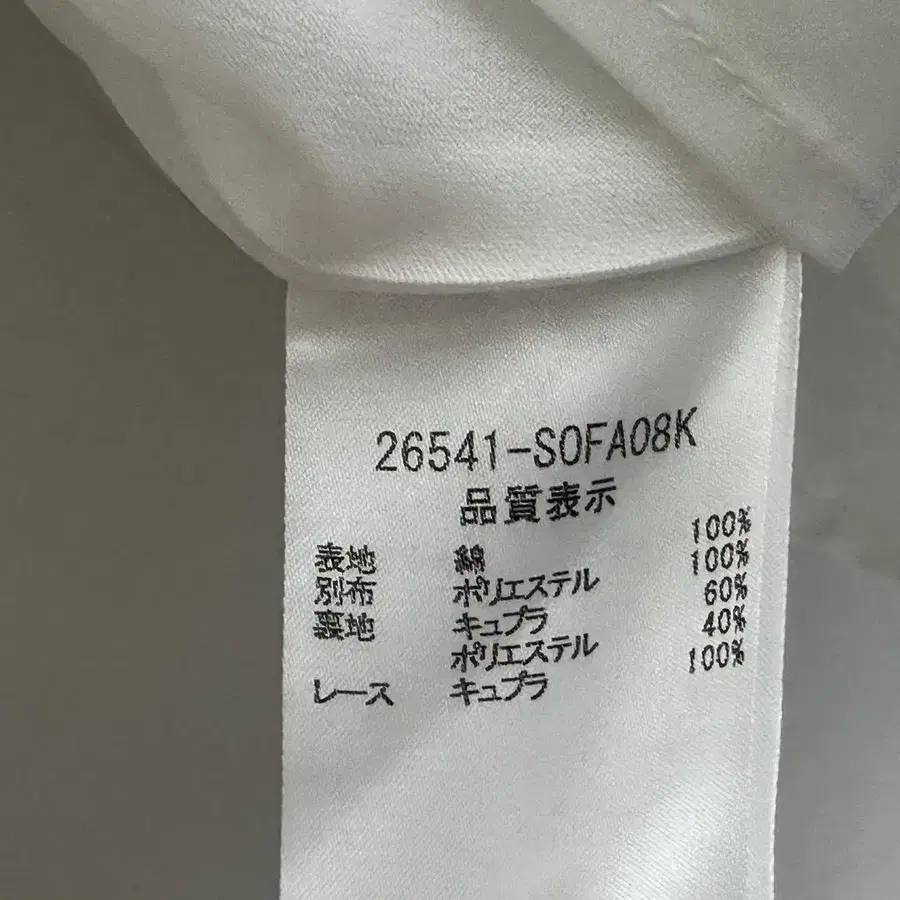 26541-SOFA08K
品質表示
表地 綿 100%
別布 ポリエステル 100%
裏地 キュプラ 60%
ポリエステル 40%
レース キュプラ 100%